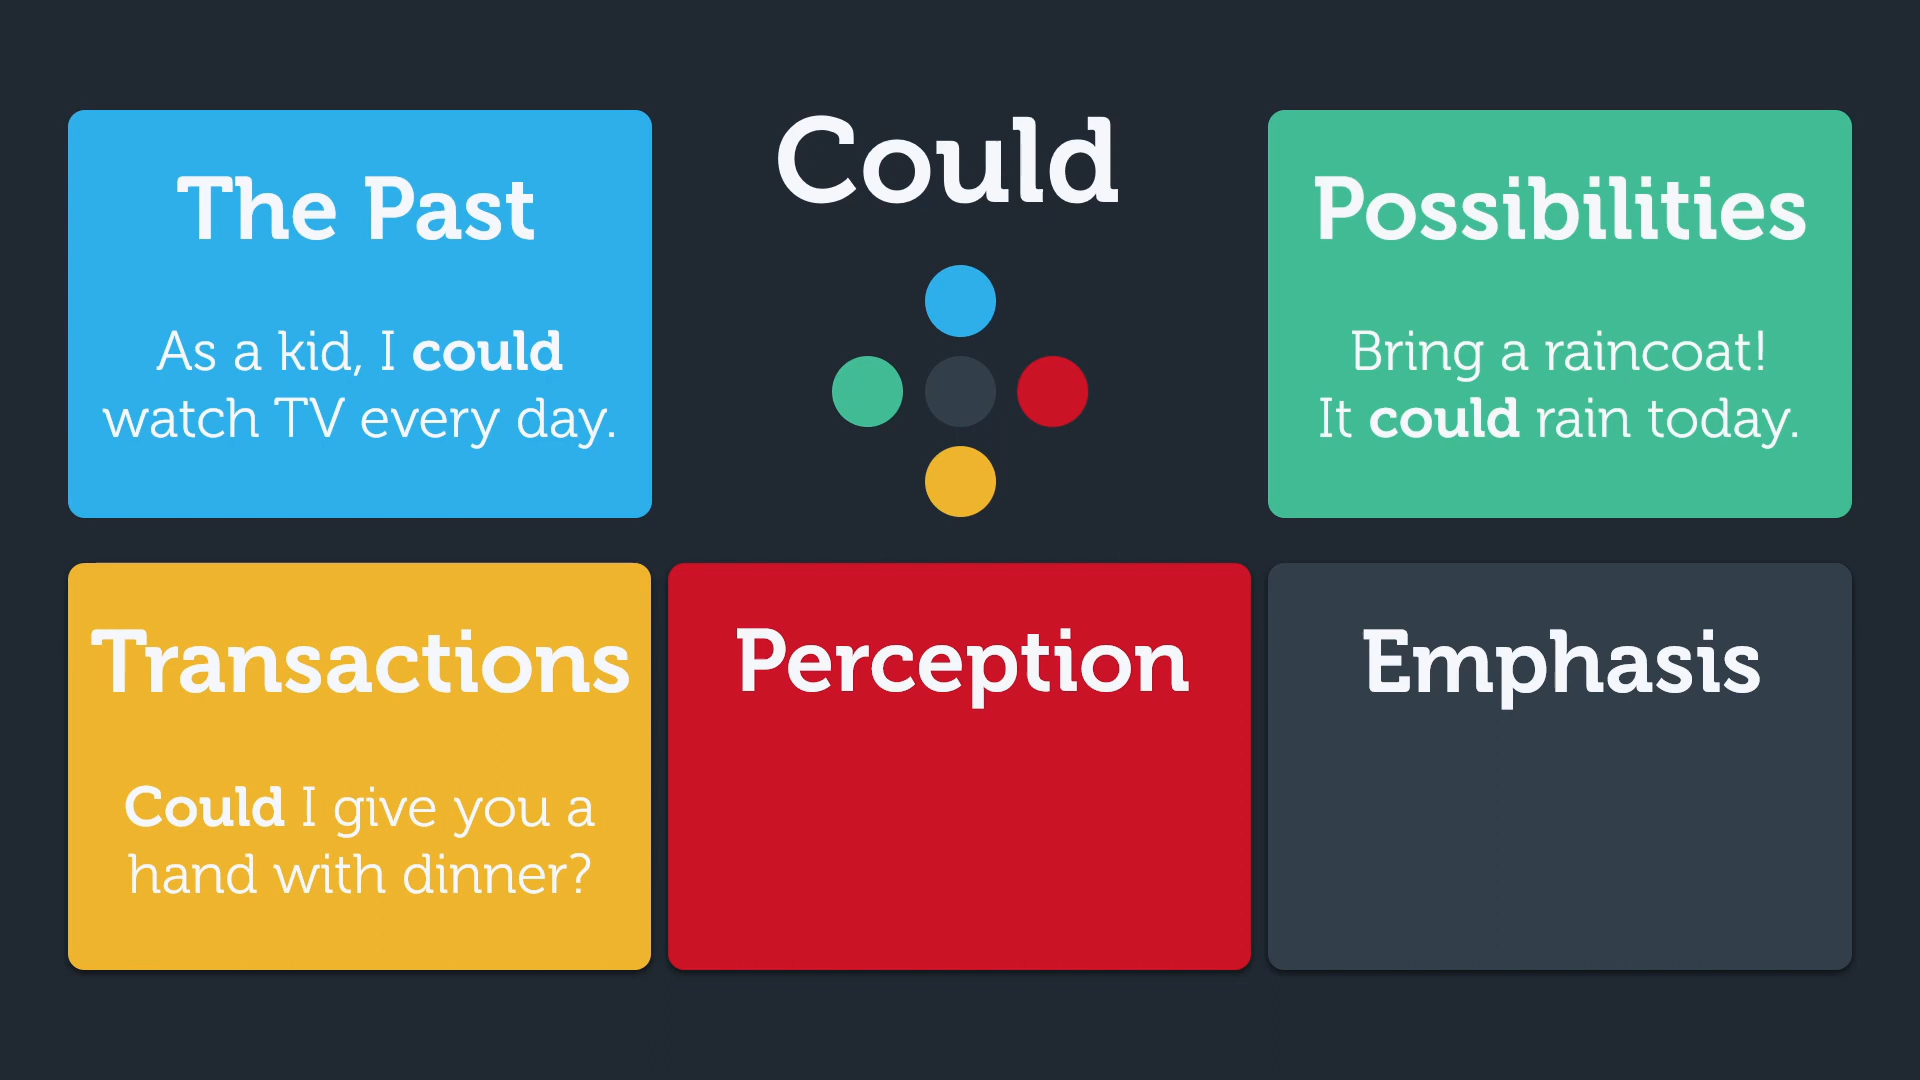 Could
The Past
As a kid, I could
watch TV every day.
Possibilities
Bring a raincoat!
It could rain today.
Transactions
Could I give you a
hand with dinner?
Perception
Emphasis